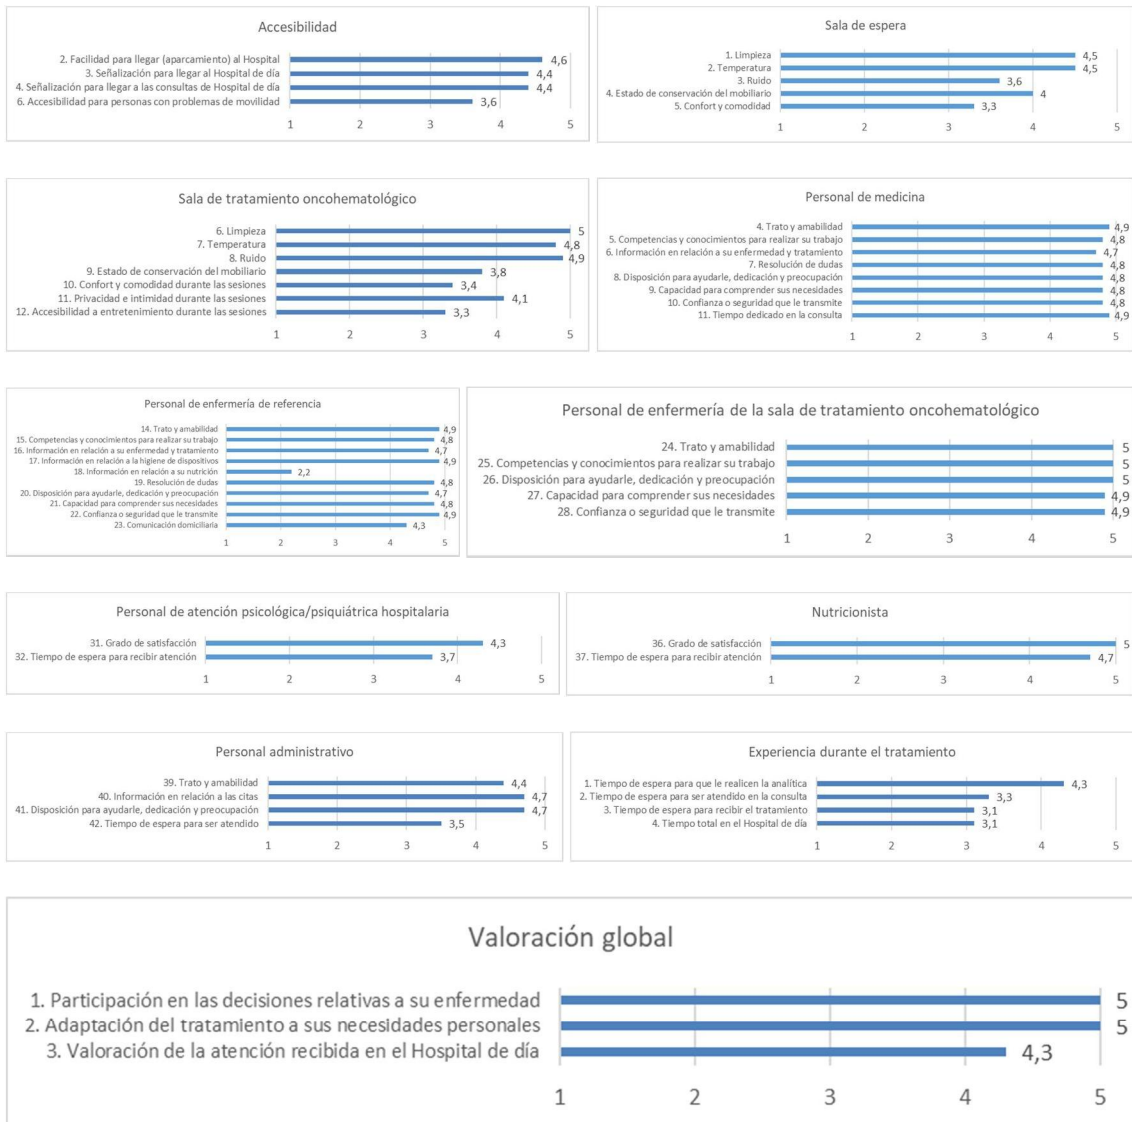 Accesibilidad
2. Facilidad para llegar (aparcamiento) al Hospital 4,6
3. Señalización para llegar al Hospital de día 4,4
4. Señalización para llegar a las consultas de Hospital de día 4,4
6. Accesibilidad para personas con problemas de movilidad 3,6
1 2 3 4 5
Sala de espera
1. Limpieza 4,5
2. Temperatura 4,5
3. Ruido 3,6
4. Estado de conservación del mobiliario 4
5. Confort y comodidad 3,3
1 2 3 4 5
Sala de tratamiento oncohematológico
6. Limpieza 5
7. Temperatura 4,8
8. Ruido 4,9
9. Estado de conservación del mobiliario 3,8
10. Confort y comodidad durante las sesiones 3,4
11. Privacidad e intimidad durante las sesiones 4,1
12. Accesibilidad a entretenimiento durante las sesiones 3,3
1 2 3 4 5
Personal de medicina
4. Trato y amabilidad 4,9
5. Competencias y conocimientos para realizar su trabajo 4,8
6. Información en relación a su enfermedad y tratamiento 4,7
7. Resolución de dudas 4,8
8. Disposición para ayudarle, dedicación y preocupación 4,8
9. Capacidad para comprender sus necesidades 4,8
10. Confianza o seguridad que le transmite 4,8
11. Tiempo dedicado en la consulta 4,9
1 2 3 4 5
Personal de enfermería de referencia
14. Trato y amabilidad 4,9
15. Competencias y conocimientos para realizar su trabajo 4,8
16. Información en relación a su enfermedad y tratamiento 4,7
17. Información en relación a la higiene de dispositivos 4,9
18. Información en relación a su nutrición 2,2
19. Resolución de dudas 4,8
20. Disposición para ayudarle, dedicación y preocupación 4,7
21. Capacidad para comprender sus necesidades 4,8
22. Confianza o seguridad que le transmite 4,9
23. Comunicación domiciliaria 4,3
1 2 3 4 5
Personal de enfermería de la sala de tratamiento oncohematológico
24. Trato y amabilidad 5
25. Competencias y conocimientos para realizar su trabajo 5
26. Disposición para ayudarle, dedicación y preocupación 5
27. Capacidad para comprender sus necesidades 4,9
28. Confianza o seguridad que le transmite 4,9
1 2 3 4 5
Personal de atención psicológica/psiquiátrica hospitalaria
31. Grado de satisfacción 4,3
32. Tiempo de espera para recibir atención 3,7
1 2 3 4 5
Nutricionista
36. Grado de satisfacción 5
37. Tiempo de espera para recibir atención 4,7
1 2 3 4 5
Personal administrativo
39. Trato y amabilidad 4,4
40. Información en relación a las citas 4,7
41. Disposición para ayudarle, dedicación y preocupación 4,7
42. Tiempo de espera para ser atendido 3,5
1 2 3 4 5
Experiencia durante el tratamiento
1. Tiempo de espera para que le realicen la analítica 4,3
2. Tiempo de espera para ser atendido en la consulta 3,3
3. Tiempo de espera para recibir el tratamiento 3,1
4. Tiempo total en el Hospital de día 3,1
1 2 3 4 5
Valoración global
1. Participación en las decisiones relativas a su enfermedad 5
2. Adaptación del tratamiento a sus necesidades personales 5
3. Valoración de la atención recibida en el Hospital de día 4,3
1 2 3 4 5